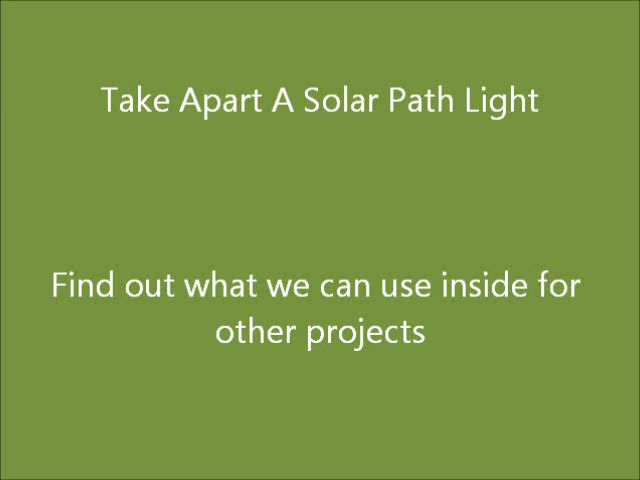 Take Apart A Solar Path Light
Find out what we can use inside for
other projects